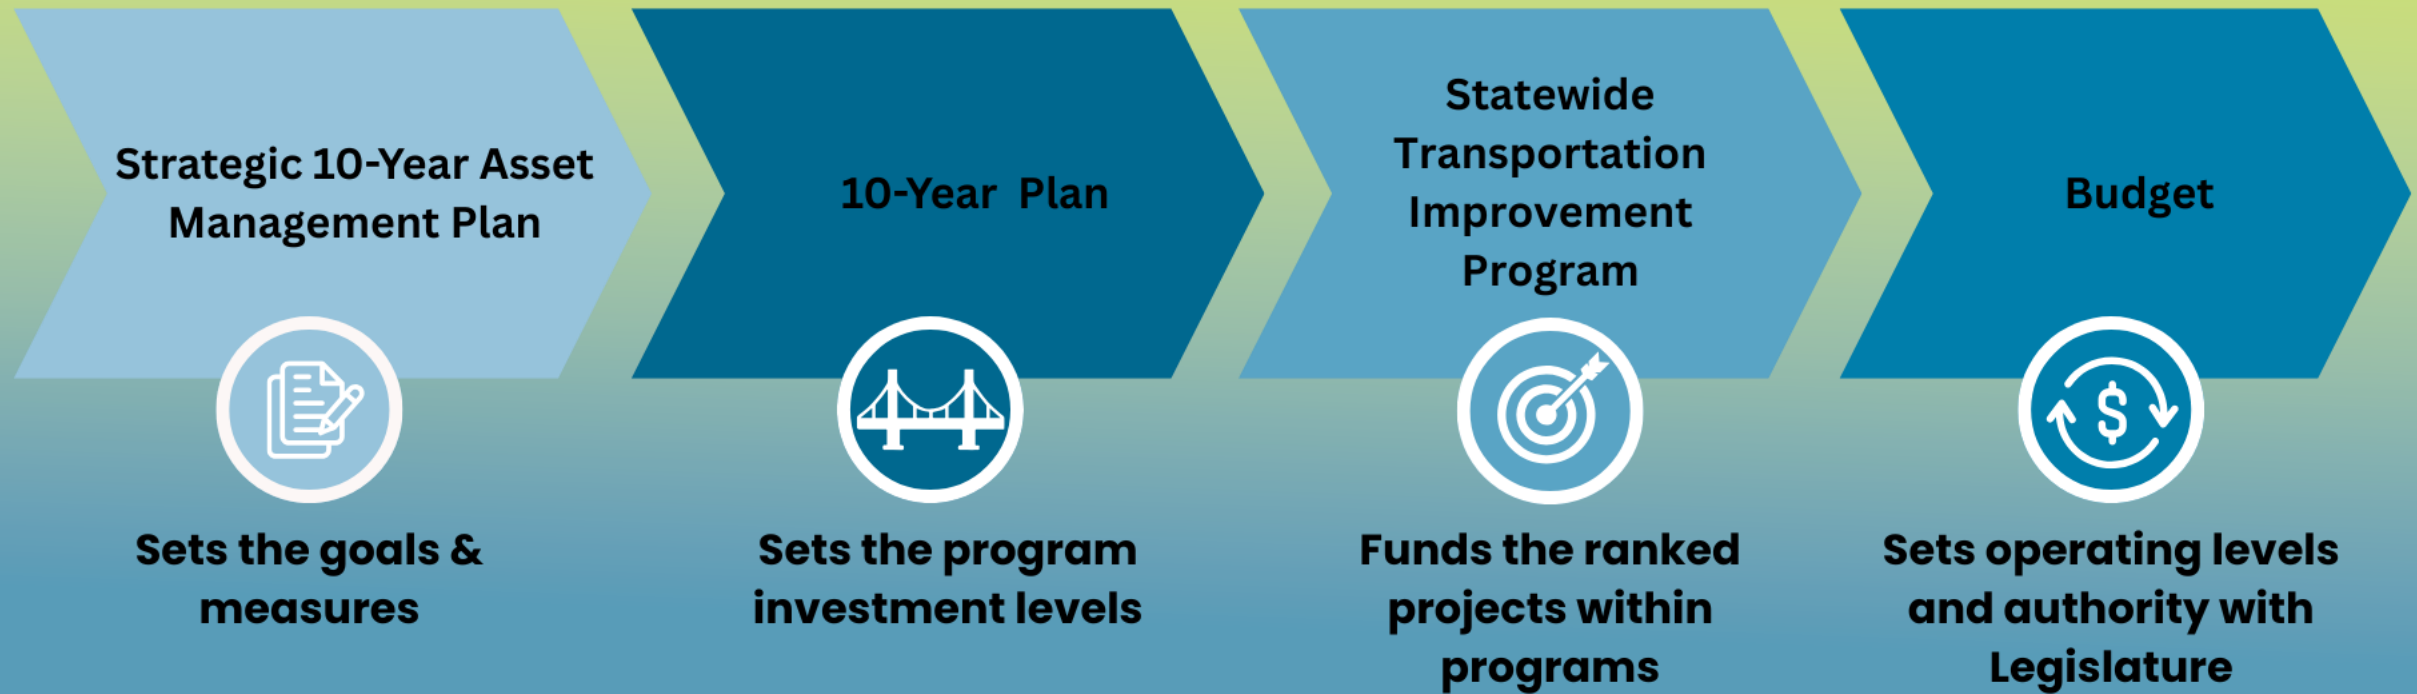 Strategic 10-Year Asset
Management Plan
10-Year Plan
Statewide
Transportation
Improvement
Program
Budget
Sets the goals &
measures
Sets the program
investment levels
Funds the ranked
projects within
programs
Sets operating levels
and authority with
Legislature
$